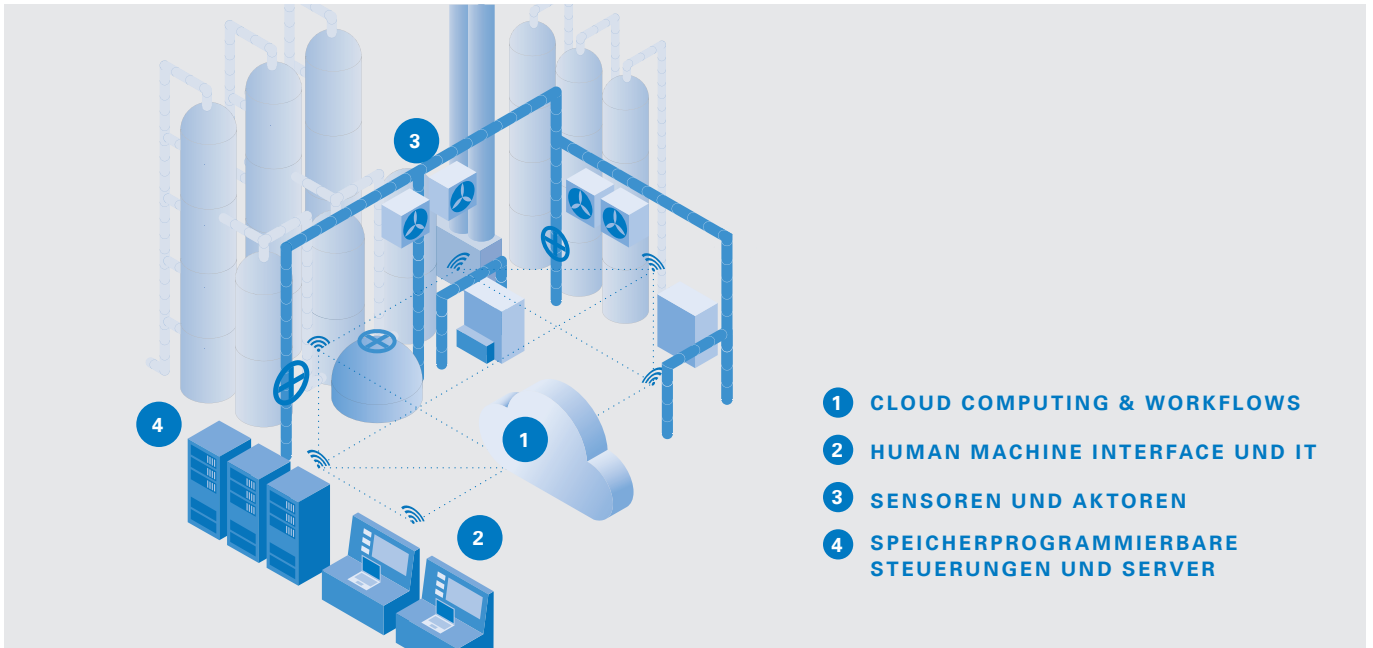 3
4
1
2
1 CLOUD COMPUTING & WORKFLOWS
2 HUMAN MACHINE INTERFACE UND IT
3 SENSOREN UND AKTOREN
4 SPEICHERPROGRAMMIERBARE
STEUERUNGEN UND SERVER